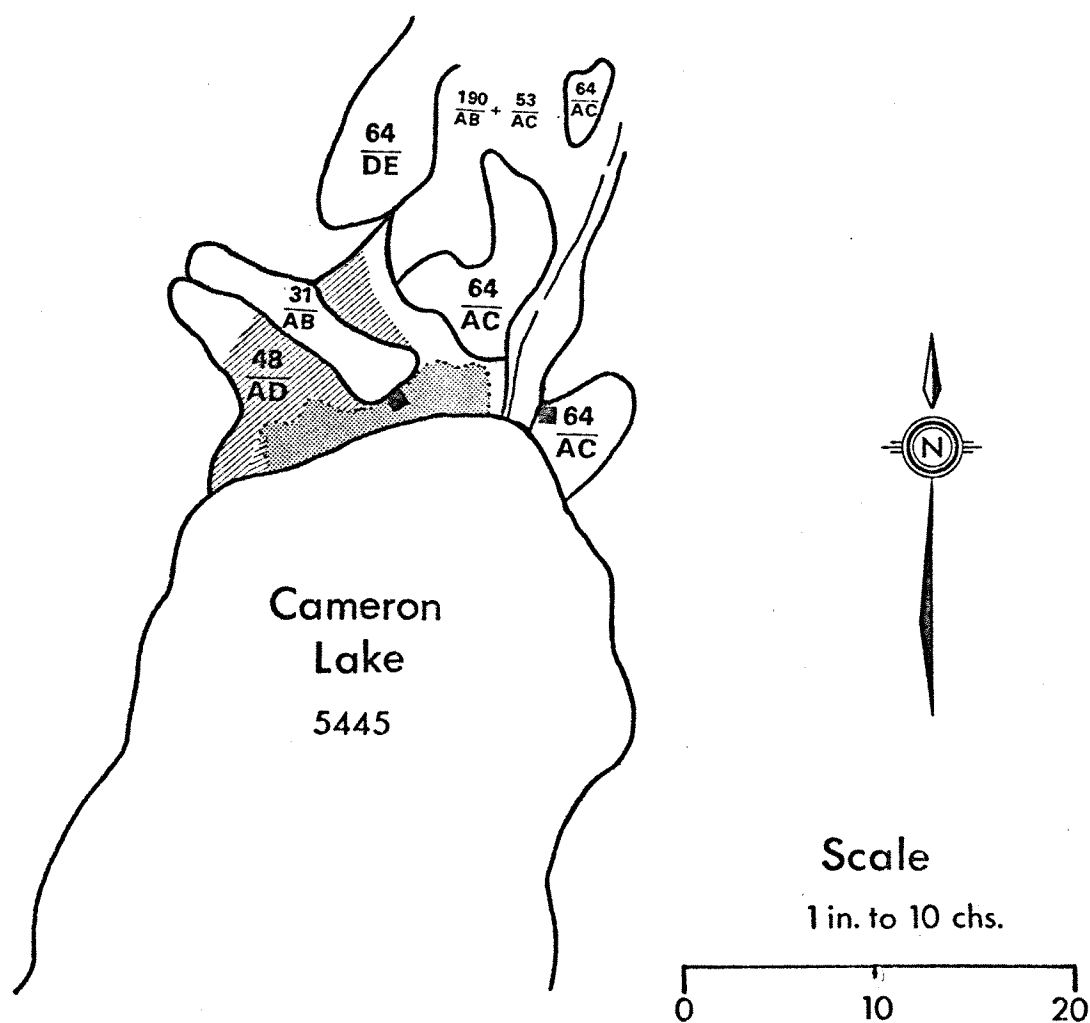 190/AB + 53/AC
64/AC
64/DE
31/AB
64/AC
48/AD
64/AC
N
Cameron
Lake
5445
Scale
1 in. to 10 chs.
0 10 20